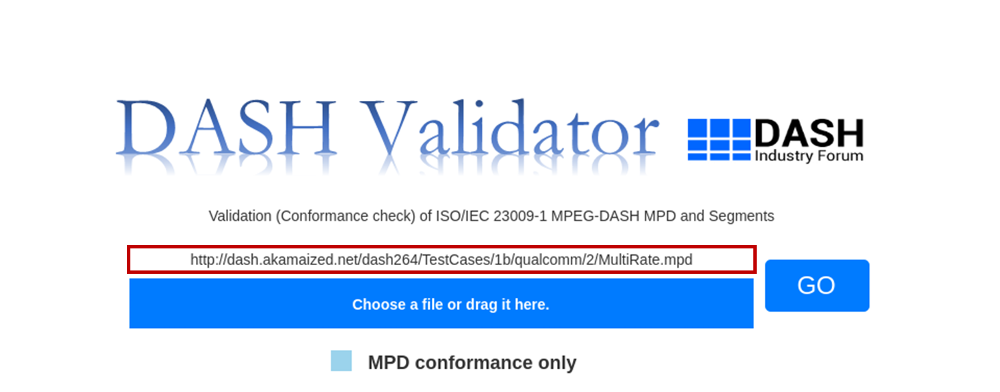 DASH Validator
DASH
Industry Forum
Validation (Conformance check) of ISO/IEC 23009-1 MPEG-DASH MPD and Segments
http://dash.akamaized.net/dash264/TestCases/1b/qualcomm/2/MultiRate.mpd
GO
Choose a file or drag it here.
MPD conformance only